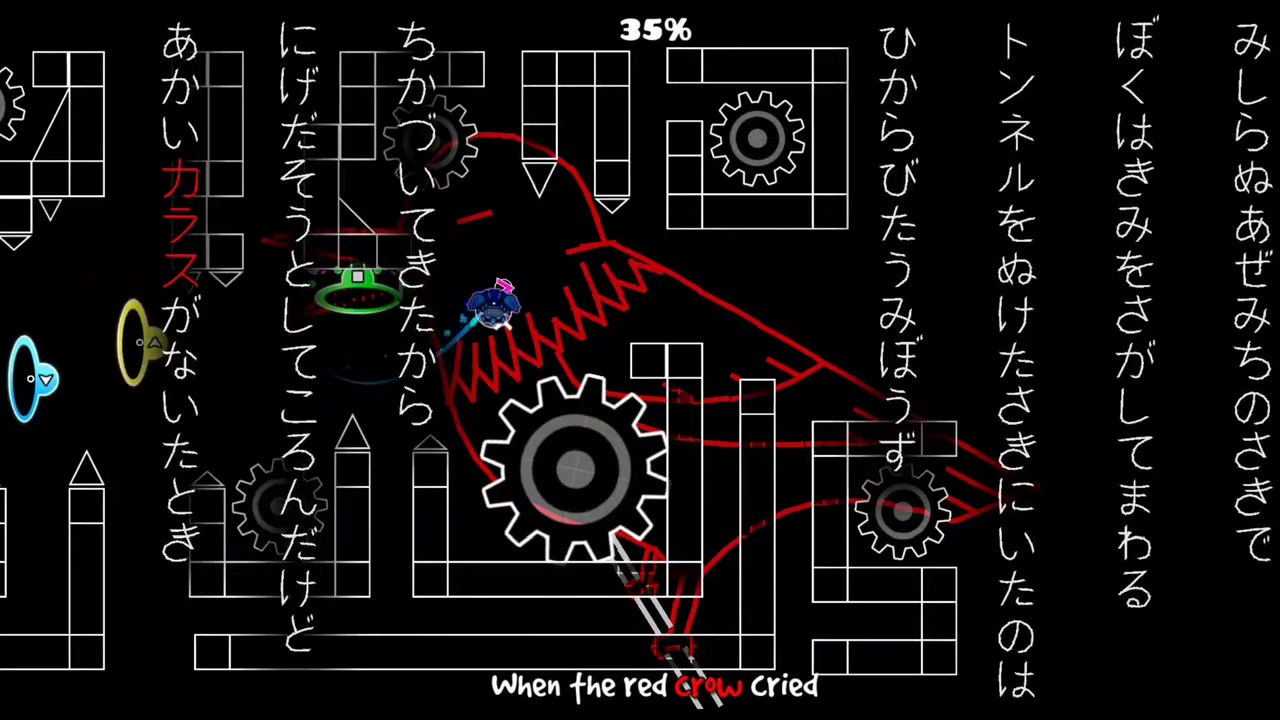 35%
みしらぬあぜみちのさきで
ぼくはきみをさがしてまわる
トンネルをぬけたさきにいたのは
ひからびたうみぼうず
ちかづいてきたから
にげだそうとしてころんだけど
あかいカラスがないたとき
When the red crow cried